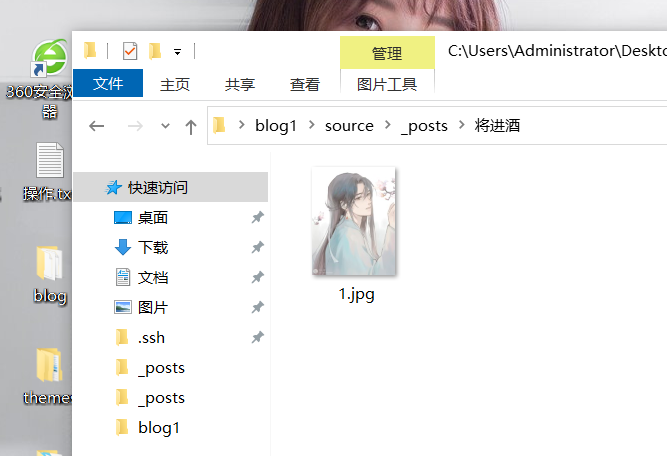 管理
C:\Users\Administrator\Deskto
文件
主页
共享
查看
图片工具
blog1
source
_posts
将进酒
360安全浏
器
操作.tx
blog
themes
快速访问
桌面
下载
文档
图片
.ssh
_posts
_posts
blog1
1.jpg